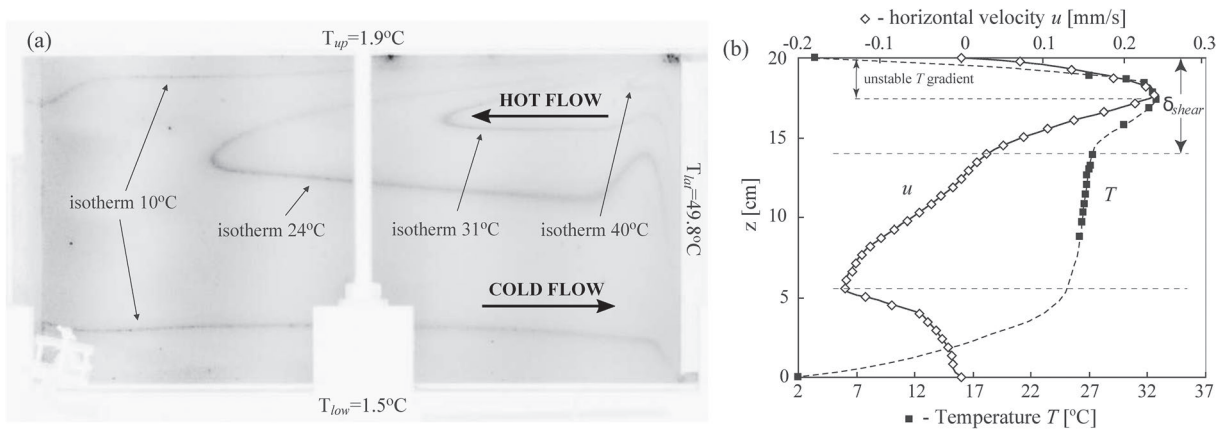 (a)
T_up=1.9°C
HOT FLOW
isotherm 10°C
isotherm 24°C
isotherm 31°C
isotherm 40°C
T_lat=49.8°C
COLD FLOW
T_low=1.5°C
(b)
◇ - horizontal velocity u [mm/s]
-0.2 -0.1 0 0.1 0.2 0.3
unstable T gradient
δ_shear
u
T
z [cm]
20
15
10
5
0
2 7 12 17 22 27 32 37
■ - Temperature T [°C]